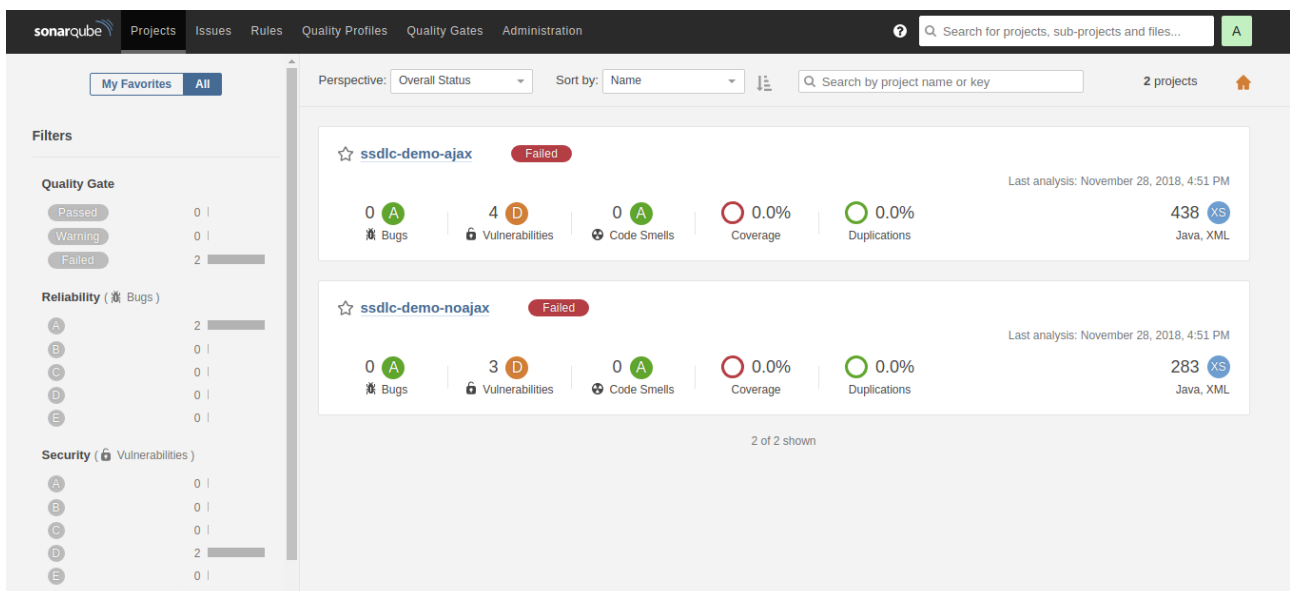 sonarqube Projects Issues Rules Quality Profiles Quality Gates Administration ? Search for projects, sub-projects and files... A
My Favorites All
Perspective: Overall Status Sort by: Name Search by project name or key 2 projects
Filters
Quality Gate
Passed 0
Warning 0
Failed 2
Reliability ( Bugs )
A 2
B 0
C 0
D 0
E 0
Security ( Vulnerabilities )
A 0
B 0
C 0
D 2
E 0
ssdlc-demo-ajax Failed
Last analysis: November 28, 2018, 4:51 PM
0 A 4 D 0 A 0.0% 0.0% 438 XS
Bugs Vulnerabilities Code Smells Coverage Duplications Java, XML
ssdlc-demo-noajax Failed
Last analysis: November 28, 2018, 4:51 PM
0 A 3 D 0 A 0.0% 0.0% 283 XS
Bugs Vulnerabilities Code Smells Coverage Duplications Java, XML
2 of 2 shown